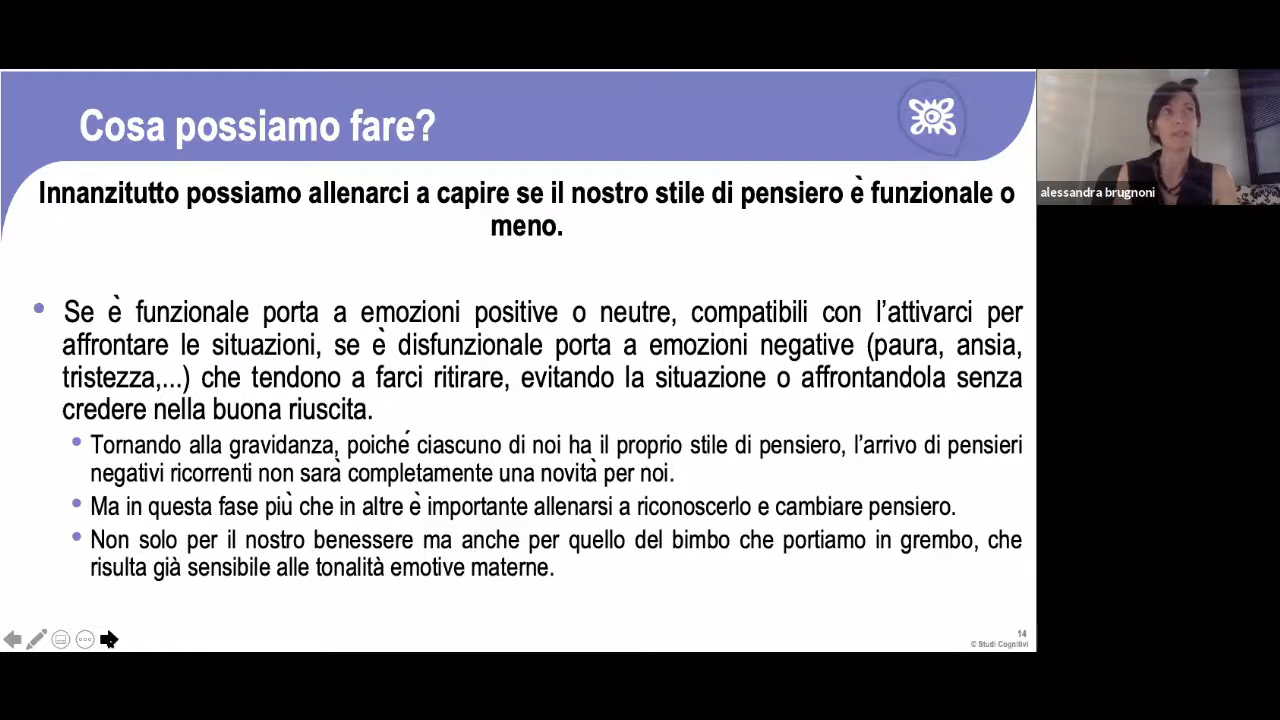 Cosa possiamo fare?
alessandra brugnoni
Innanzitutto possiamo allenarci a capire se il nostro stile di pensiero è funzionale o
meno.
Se è funzionale porta a emozioni positive o neutre, compatibili con l’attivarci per
affrontare le situazioni, se è disfunzionale porta a emozioni negative (paura, ansia,
tristezza,...) che tendono a farci ritirare, evitando la situazione o affrontandola senza
credere nella buona riuscita.
Tornando alla gravidanza, poiché ciascuno di noi ha il proprio stile di pensiero, l’arrivo di pensieri
negativi ricorrenti non sarà completamente una novità per noi.
Ma in questa fase più che in altre è importante allenarsi a riconoscerlo e cambiare pensiero.
Non solo per il nostro benessere ma anche per quello del bimbo che portiamo in grembo, che
risulta già sensibile alle tonalità emotive materne.
14
© Studi Cognitivi